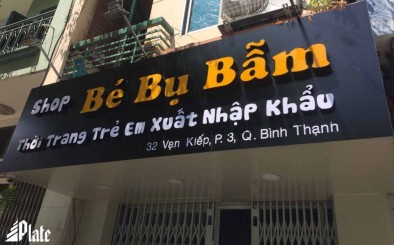 Shop Bé Bụ Bẫm
Thời Trang Trẻ Em Xuất Nhập Khẩu
32 Vạn Kiếp, P. 3, Q. Bình Thạnh
Plate